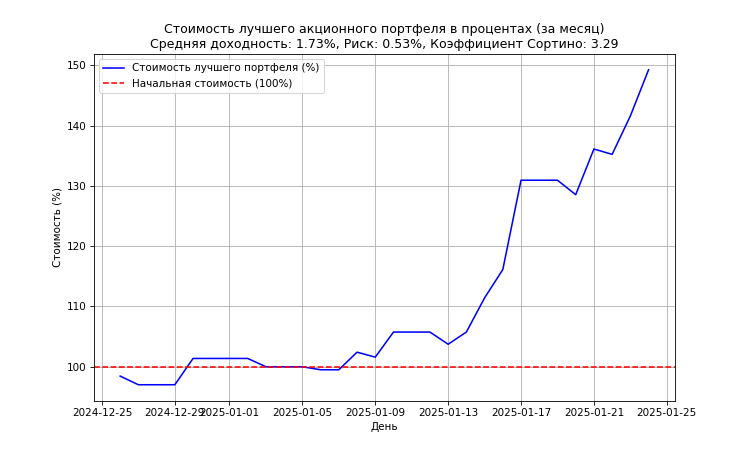 Стоимость лучшего акционного портфеля в процентах (за месяц)
Средняя доходность: 1.73%, Риск: 0.53%, Коэффициент Сортино: 3.29
Стоимость лучшего портфеля (%)
Начальная стоимость (100%)
Стоимость (%)
150
140
130
120
110
100
2024-12-25 2024-12-29 2025-01-01 2025-01-05 2025-01-09 2025-01-13 2025-01-17 2025-01-21 2025-01-25
День